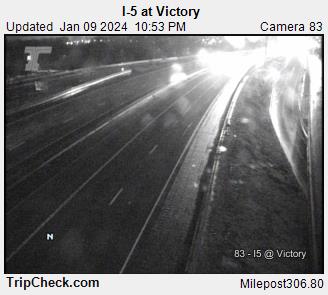 I-5 at Victory
Updated Jan 09 2024 10:53 PM Camera 83
N
83 - I5 @ Victory
TripCheck.com Milepost306.80